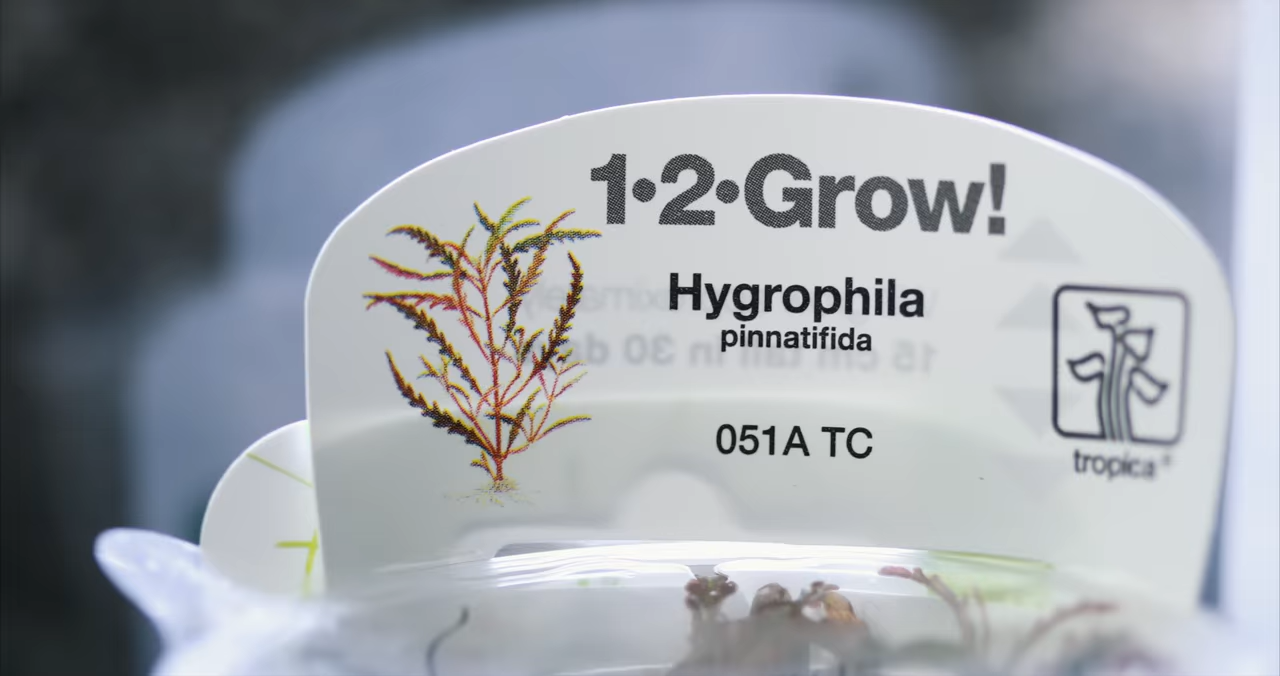 1•2•Grow!
Hygrophila
pinnatifida
051A TC
tropica®